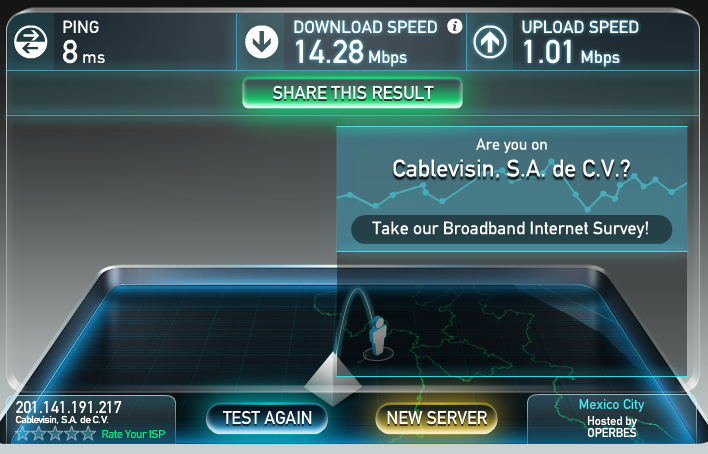 PING
8 ms
DOWNLOAD SPEED
14.28 Mbps
UPLOAD SPEED
1.01 Mbps
SHARE THIS RESULT
Are you on
Cablevisin, S.A. de C.V.?
Take our Broadband Internet Survey!
201.141.191.217
Cablevisin, S.A. de C.V.
Rate Your ISP
TEST AGAIN
NEW SERVER
Mexico City
Hosted by
OPERBES